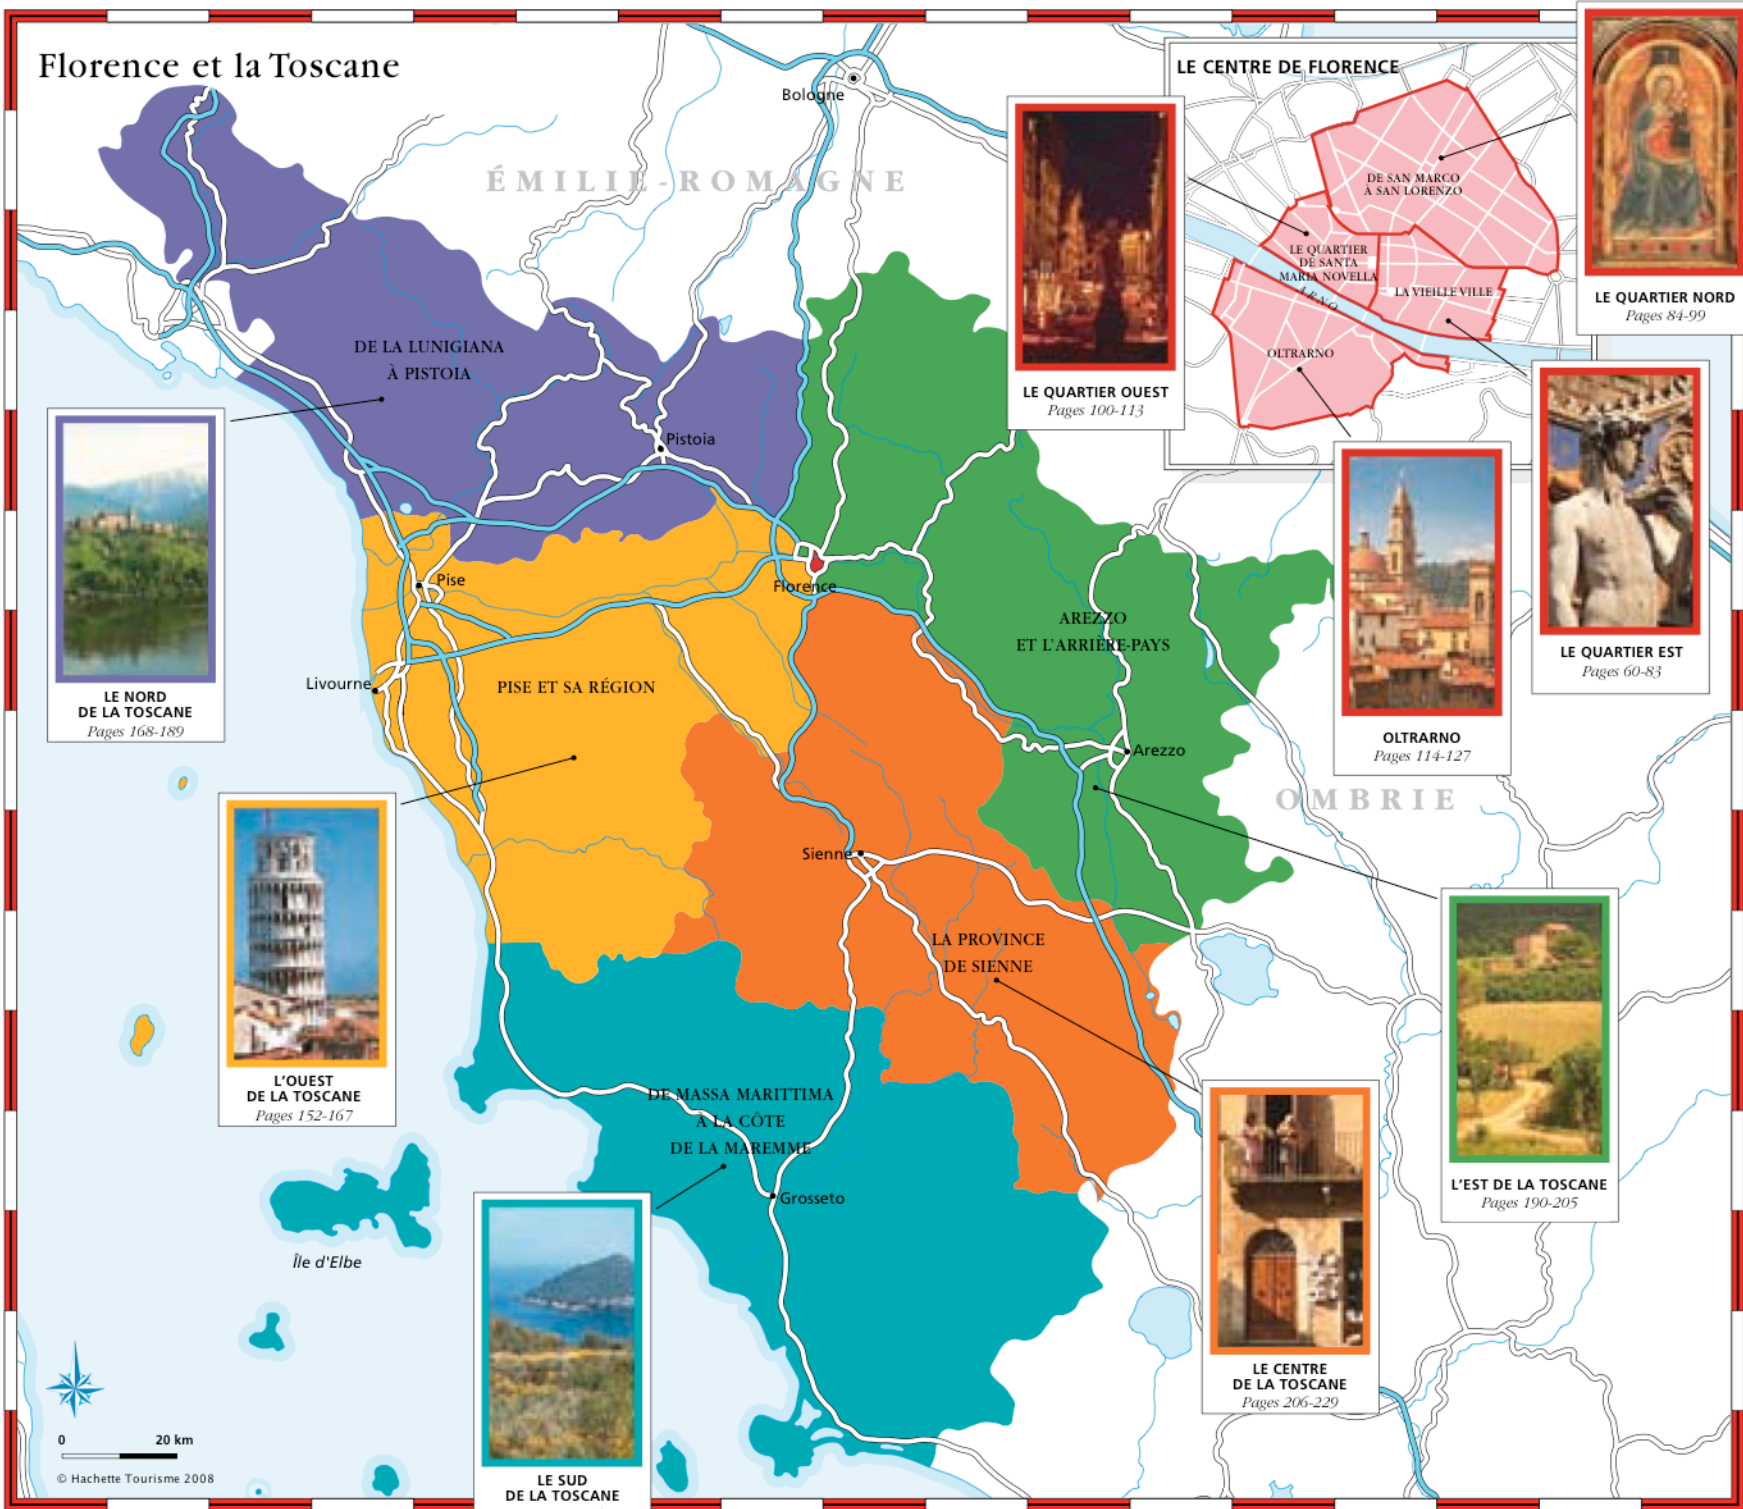 Florence et la Toscane
Bologne
ÉMILIE-ROMAGNE
LE CENTRE DE FLORENCE
DE SAN MARCO
À SAN LORENZO
LE QUARTIER
DE SANTA
MARIA NOVELLA
LA VIEILLE VILLE
ARNO
OLTRARNO
LE QUARTIER NORD
Pages 84-99
LE QUARTIER OUEST
Pages 100-113
LE QUARTIER EST
Pages 60-83
OLTRARNO
Pages 114-127
DE LA LUNIGIANA
À PISTOIA
Pistoia
LE NORD
DE LA TOSCANE
Pages 168-189
Pise
Florence
Livourne
PISE ET SA RÉGION
AREZZO
ET L'ARRIÈRE-PAYS
Arezzo
OMBRIE
Sienne
LA PROVINCE
DE SIENNE
L'OUEST
DE LA TOSCANE
Pages 152-167
DE MASSA MARITTIMA
À LA CÔTE
DE LA MAREMME
Grosseto
L'EST DE LA TOSCANE
Pages 190-205
Île d'Elbe
LE CENTRE
DE LA TOSCANE
Pages 206-229
LE SUD
DE LA TOSCANE
0 20 km
© Hachette Tourisme 2008